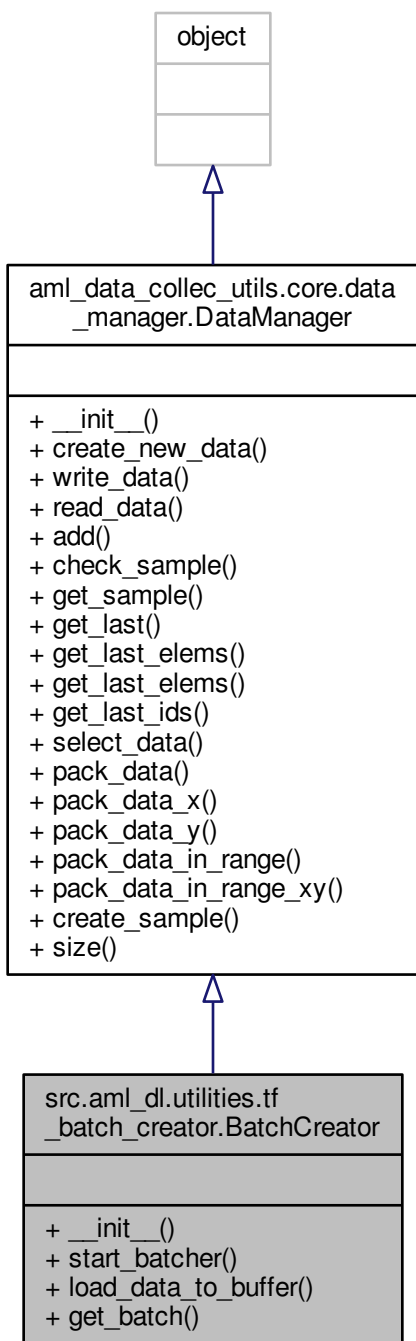 object
aml_data_collec_utils.core.data
_manager.DataManager
+ __init__()
+ create_new_data()
+ write_data()
+ read_data()
+ add()
+ check_sample()
+ get_sample()
+ get_last()
+ get_last_elems()
+ get_last_elems()
+ get_last_ids()
+ select_data()
+ pack_data()
+ pack_data_x()
+ pack_data_y()
+ pack_data_in_range()
+ pack_data_in_range_xy()
+ create_sample()
+ size()
src.aml_dl.utilities.tf
_batch_creator.BatchCreator
+ __init__()
+ start_batcher()
+ load_data_to_buffer()
+ get_batch()